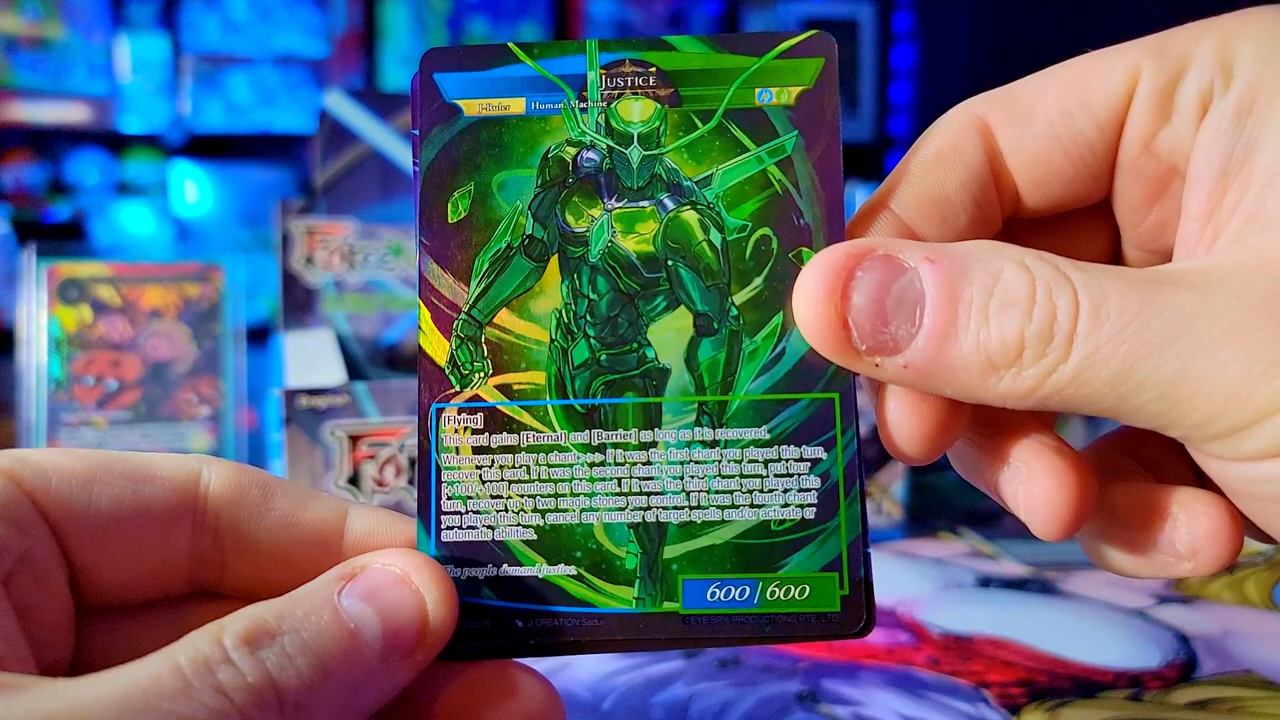 JUSTICE
J-Ruler Human, Machine
[Flying]
This card gains [Eternal] and [Barrier] as long as it is recovered.
Whenever you play a chant >>> If it was the first chant you played this turn,
recover this card. If it was the second chant you played this turn, put four
[+100/+100] counters on this card. If it was the third chant you played this
turn, recover up to two magic stones you control. If it was the fourth chant
you played this turn, cancel any number of target spells and/or activate or
automatic abilities.
The people demand justice.
600 / 600
J CREATION: Sadu ©EYE SPY PRODUCTIONS PTE. LTD